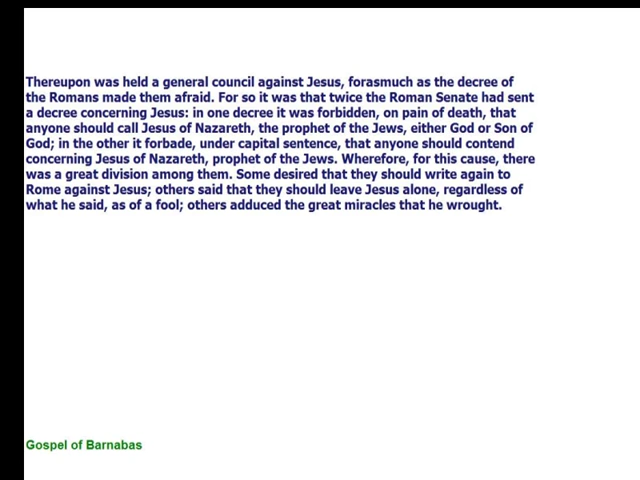 Thereupon was held a general council against Jesus, forasmuch as the decree of
the Romans made them afraid. For so it was that twice the Roman Senate had sent
a decree concerning Jesus: in one decree it was forbidden, on pain of death, that
anyone should call Jesus of Nazareth, the prophet of the Jews, either God or Son of
God; in the other it forbade, under capital sentence, that anyone should contend
concerning Jesus of Nazareth, prophet of the Jews. Wherefore, for this cause, there
was a great division among them. Some desired that they should write again to
Rome against Jesus; others said that they should leave Jesus alone, regardless of
what he said, as of a fool; others adduced the great miracles that he wrought.
Gospel of Barnabas